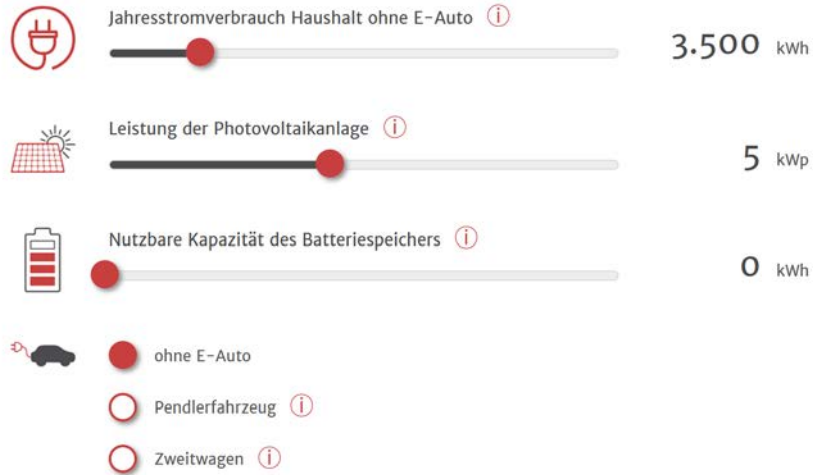 Jahresstromverbrauch Haushalt ohne E-Auto
3.500 kWh
Leistung der Photovoltaikanlage
5 kWp
Nutzbare Kapazität des Batteriespeichers
0 kWh
ohne E-Auto
Pendlerfahrzeug
Zweitwagen